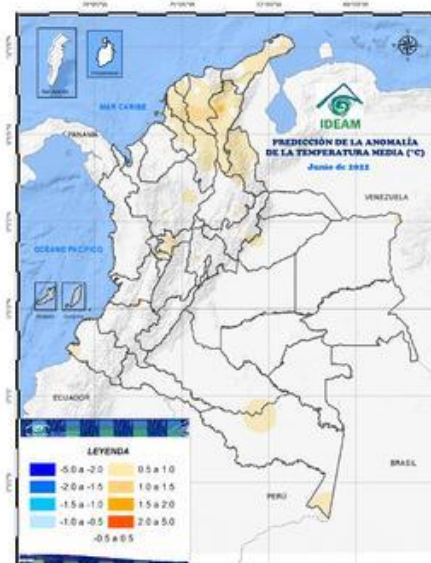 MAR CARIBE
IDEAM
PREDICCIÓN DE LA ANOMALÍA
DE LA TEMPERATURA MEDIA (°C)
Junio de 2022
PANAMÁ
VENEZUELA
OCEANO PACIFICO
ECUADOR
PERÚ
BRASIL
LEYENDA
-5.0 a -2.0
0.5 a 1.0
-2.0 a -1.5
1.0 a 1.5
-1.5 a -1.0
1.5 a 2.0
-1.0 a -0.5
2.0 a 5.0
-0.5 a 0.5